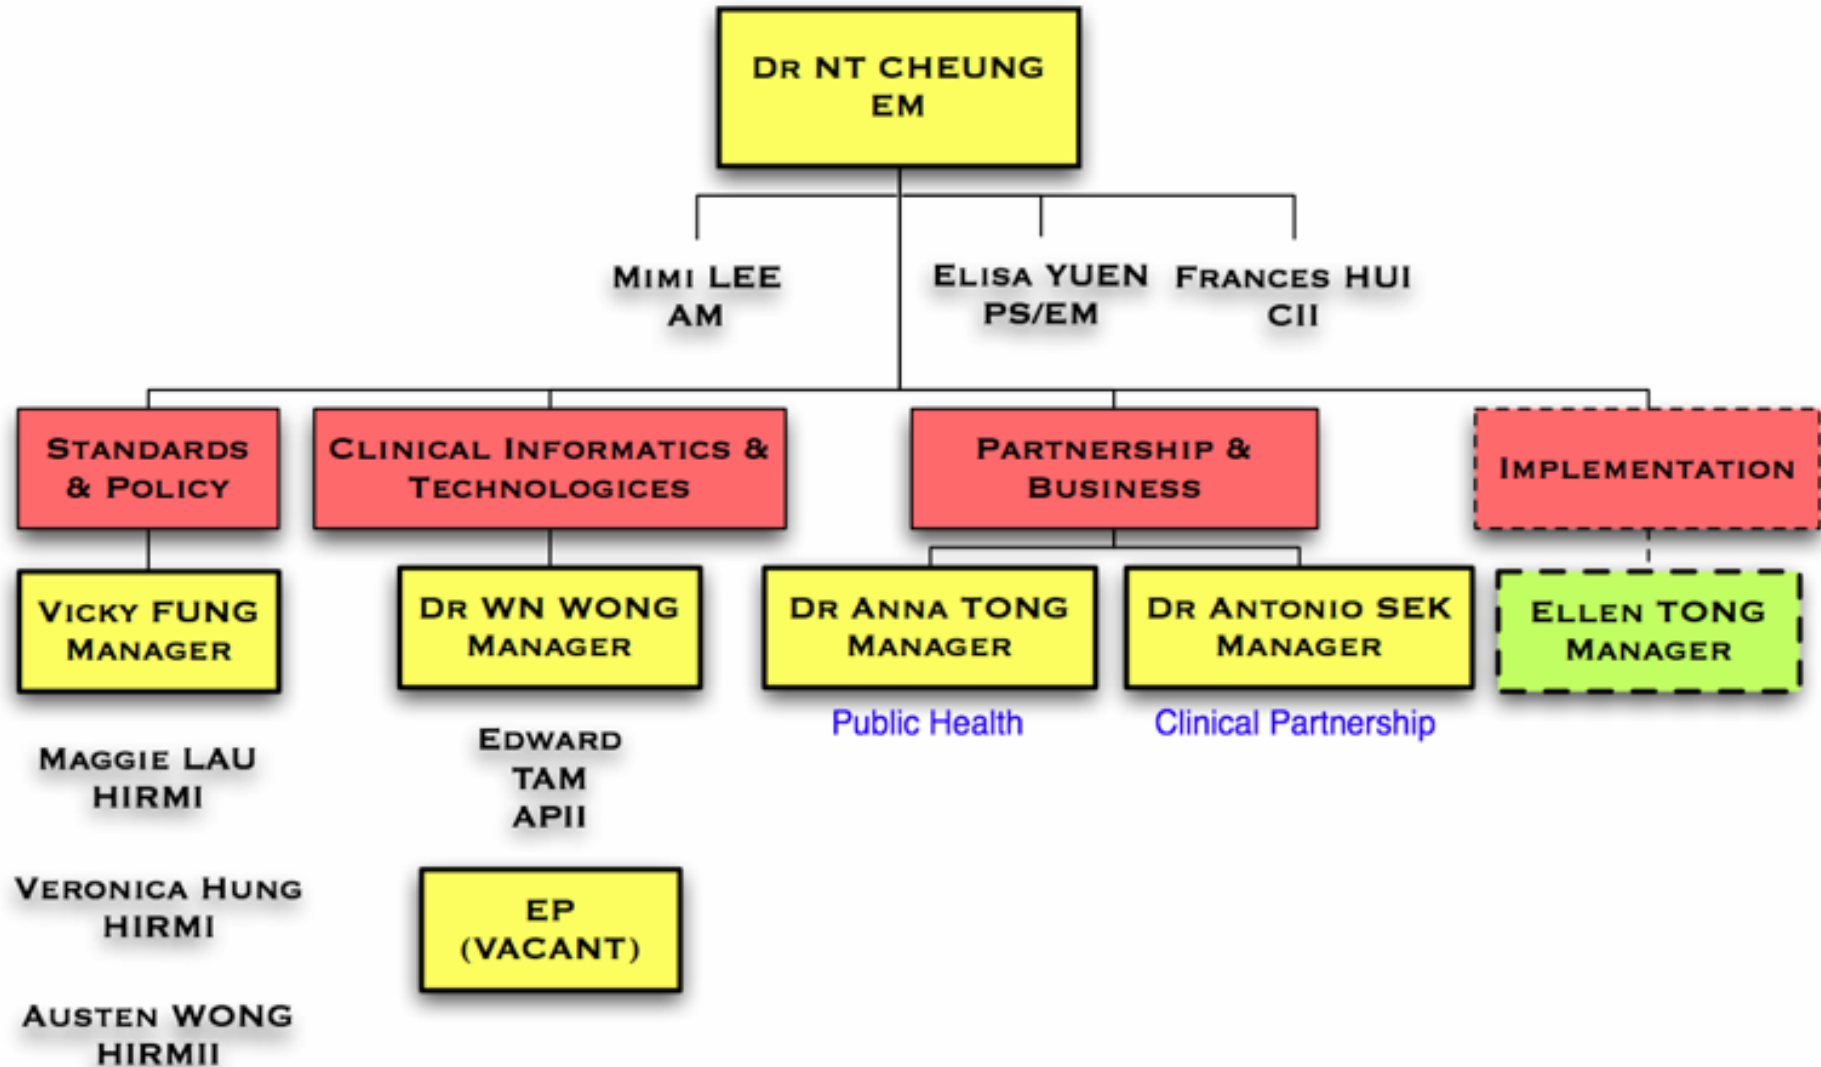 Dr NT CHEUNG
EM
Mimi LEE
AM
Elisa YUEN
PS/EM
Frances HUI
CII
Standards
& Policy
Clinical Informatics &
Technologices
Partnership &
Business
Implementation
Vicky FUNG
Manager
Dr WN WONG
Manager
Dr Anna TONG
Manager
Dr Antonio SEK
Manager
Ellen TONG
Manager
Public Health
Clinical Partnership
Maggie LAU
HIRMI
Veronica Hung
HIRMI
Austen WONG
HIRMII
Edward
TAM
APII
EP
(VACANT)